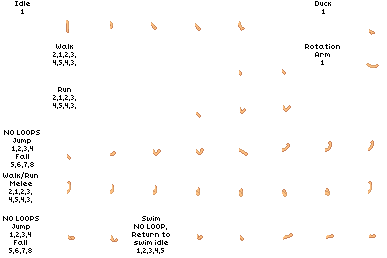 Idle
1
Duck
1
Walk
2,1,2,3,
4,5,4,3,
Rotation
Arm
1
Run
2,1,2,3,
4,5,4,3,
NO LOOPS
Jump
1,2,3,4
Fall
5,6,7,8
Walk/Run
Melee
2,1,2,3,
4,5,4,3,
NO LOOPS
Jump
1,2,3,4
Fall
5,6,7,8
Swim
NO LOOP,
Return to
swim idle
1,2,3,4,5